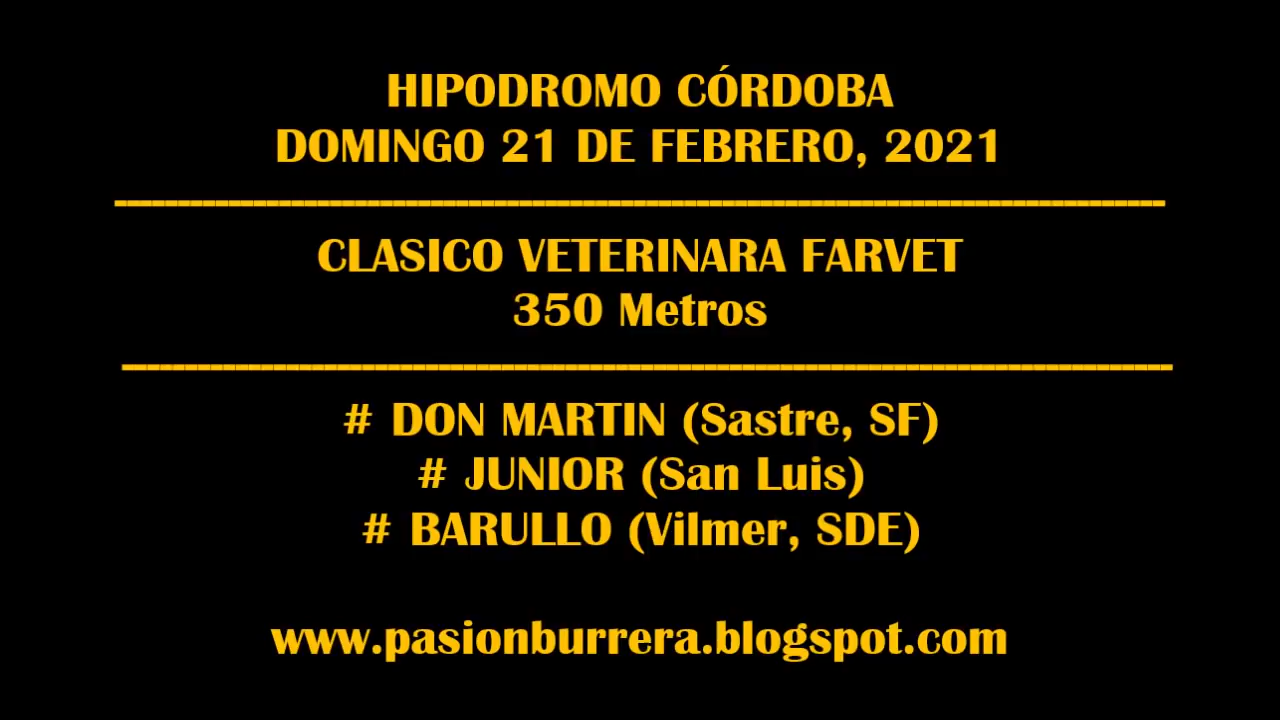 HIPODROMO CÓRDOBA
DOMINGO 21 DE FEBRERO, 2021
CLASICO VETERINARA FARVET
350 Metros
# DON MARTIN (Sastre, SF)
# JUNIOR (San Luis)
# BARULLO (Vilmer, SDE)
www.pasionburrera.blogspot.com